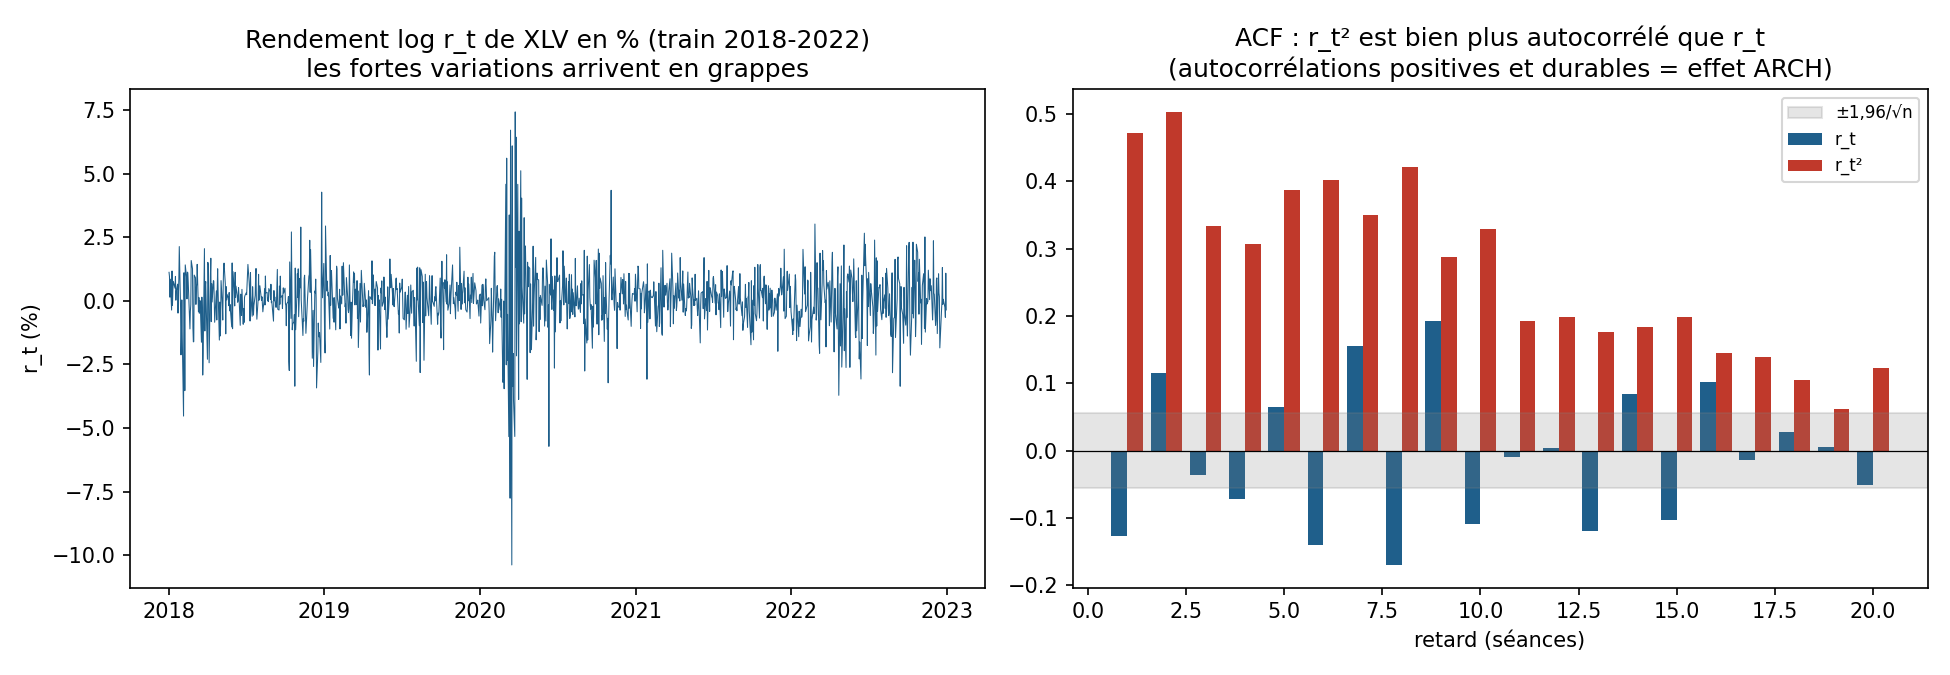 Rendement log r_t de XLV en % (train 2018-2022)
les fortes variations arrivent en grappes
r_t (%)
7.5
5.0
2.5
0.0
−2.5
−5.0
−7.5
−10.0
2018 2019 2020 2021 2022 2023
ACF : r_t² est bien plus autocorrélé que r_t
(autocorrélations positives et durables = effet ARCH)
±1,96/√n
r_t
r_t²
0.5
0.4
0.3
0.2
0.1
0.0
−0.1
−0.2
0.0 2.5 5.0 7.5 10.0 12.5 15.0 17.5 20.0
retard (séances)